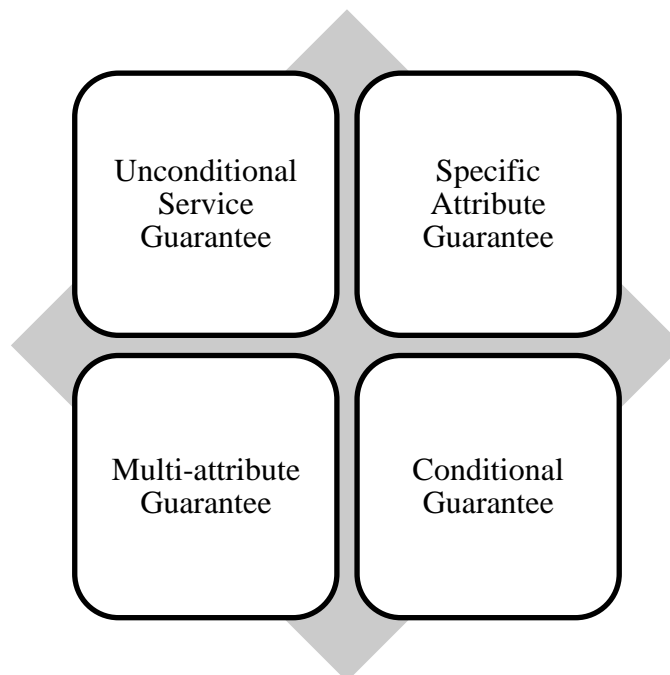 Unconditional
Service
Guarantee
Specific
Attribute
Guarantee
Multi-attribute
Guarantee
Conditional
Guarantee